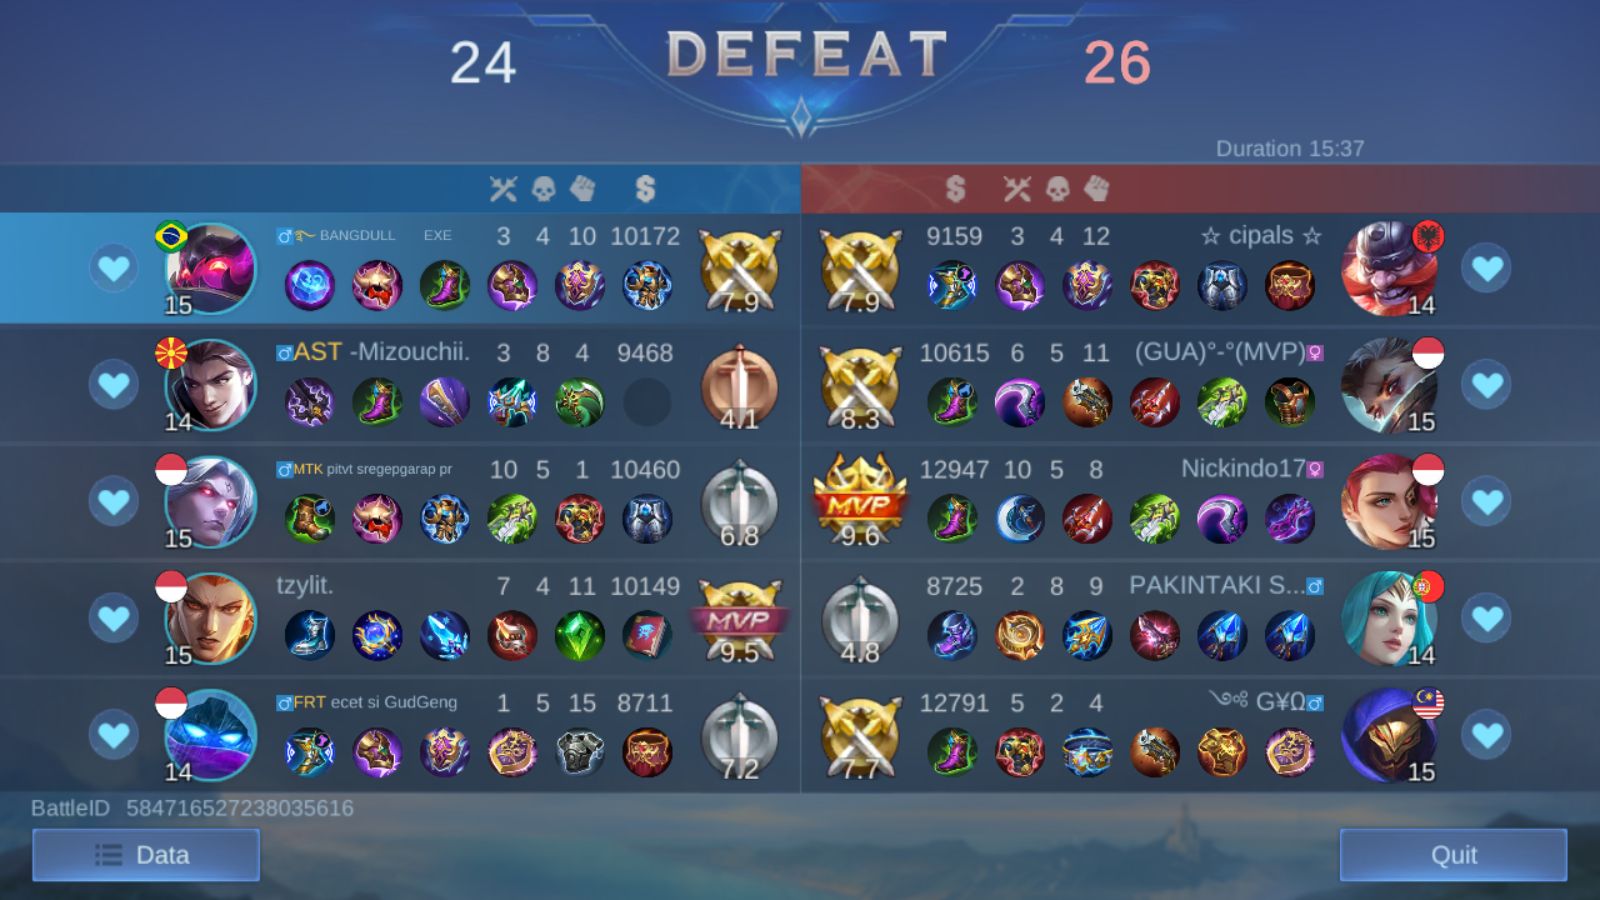 24 DEFEAT 26
Duration 15:37
BANGDULL EXE 3 4 10 10172
15 7.9
7.9 9159 3 4 12 ☆ cipals ☆
14
AST -Mizouchii. 3 8 4 9468
14 4.1
8.3 10615 6 5 11 (GUA)°-°(MVP)
15
MTK pitvt sregepgarap pr 10 5 1 10460
15 6.8
MVP 9.6 12947 10 5 8 Nickindo17
15
tzylit. 7 4 11 10149
15 MVP 9.5
4.8 8725 2 8 9 PAKINTAKI S...
14
FRT ecet si GudGeng 1 5 15 8711
14 7.2
7.7 12791 5 2 4 G¥Ω
15
BattleID 584716527238035616
Data Quit